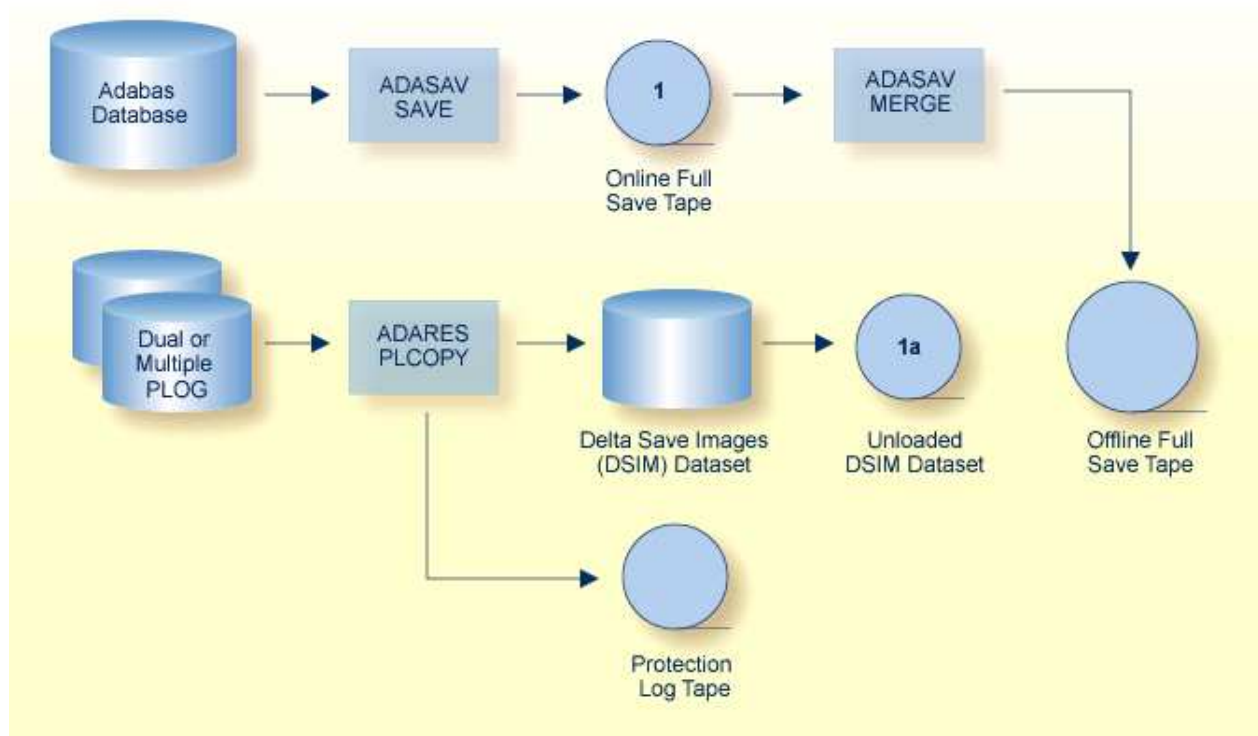 Adabas
Database
ADASAV
SAVE
1
ADASAV
MERGE
Online Full
Save Tape
Dual or
Multiple
PLOG
ADARES
PLCOPY
1a
Delta Save Images
(DSIM) Dataset
Unloaded
DSIM Dataset
Offline Full
Save Tape
Protection
Log Tape